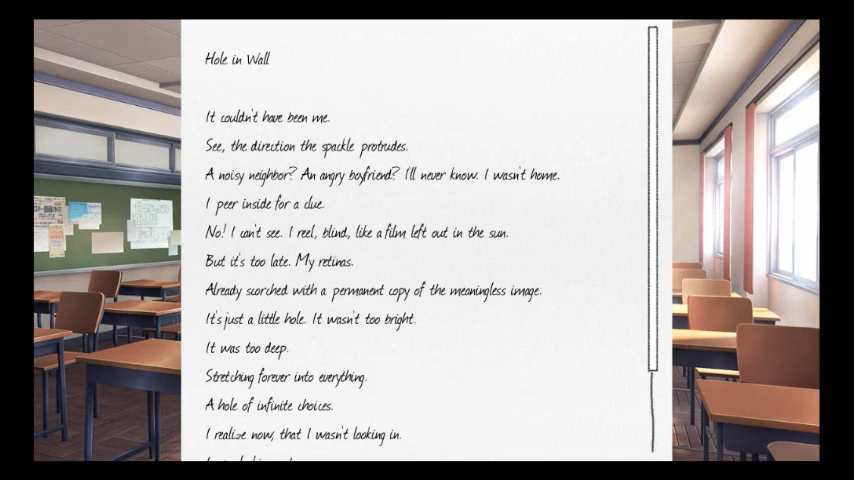 Hole in Wall
It couldn't have been me.
See, the direction the spackle protrudes.
A noisy neighbor? An angry boyfriend? I'll never know. I wasn't home.
I peer inside for a clue.
No! I can't see. I reel, blind, like a film left out in the sun.
But it's too late. My retinas.
Already scorched with a permanent copy of the meaningless image.
It's just a little hole. It wasn't too bright.
It was too deep.
Stretching forever into everything.
A hole of infinite choices.
I realize now, that I wasn't looking in.